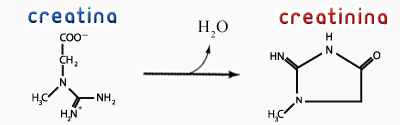 creatina
creatinina
H₂O
COO⁻
CH₂
N
H₃C
NH₂
H₂N⁺
H
N
HN
O
N
H₃C